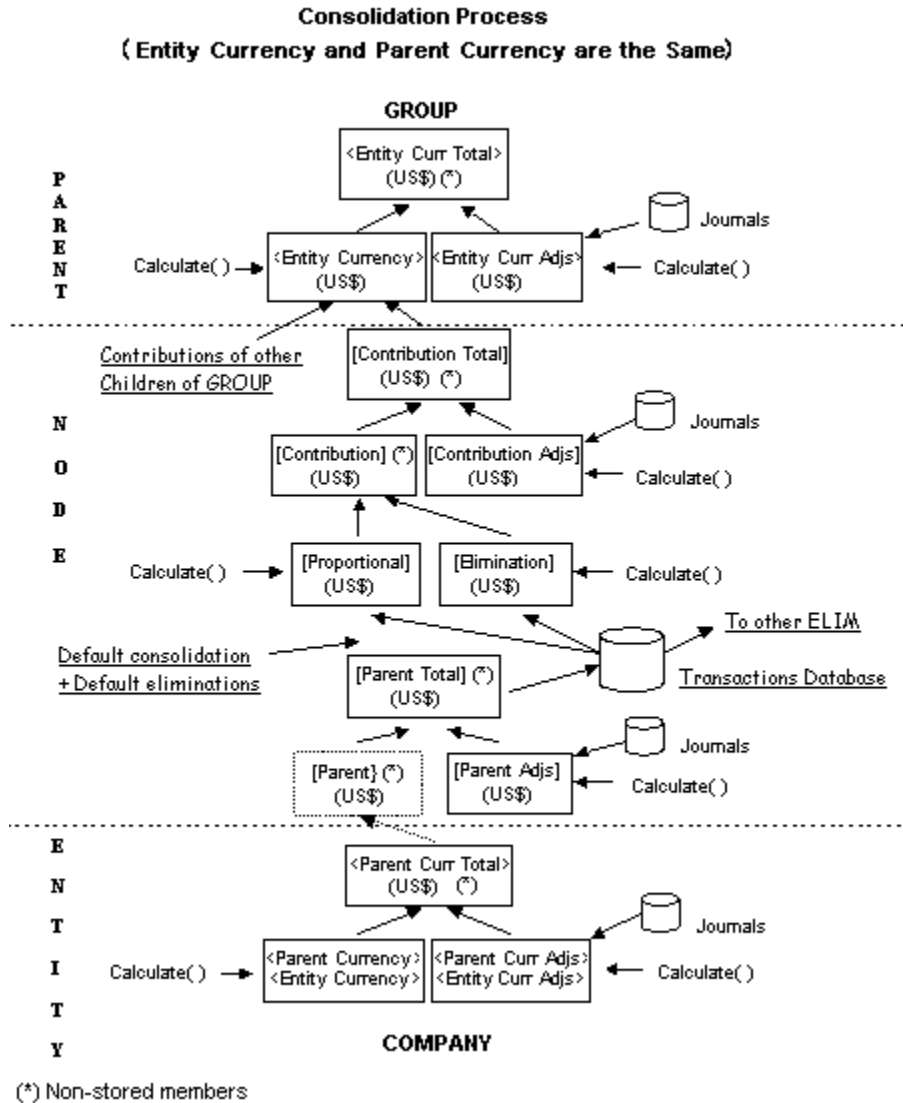 Consolidation Process
( Entity Currency and Parent Currency are the Same)
GROUP
<Entity Curr Total>
(US$) (*)
PARENT
Journals
Calculate( )
<Entity Currency>
(US$)
<Entity Curr Adjs>
(US$)
Calculate( )
Contributions of other
Children of GROUP
[Contribution Total]
(US$) (*)
NODE
Journals
[Contribution] (*)
(US$)
[Contribution Adjs]
(US$)
Calculate( )
Calculate( )
[Proportional]
(US$)
[Elimination]
(US$)
Calculate( )
To other ELIM
Default consolidation
+ Default eliminations
[Parent Total] (*)
(US$)
Transactions Database
Journals
[Parent} (*)
(US$)
[Parent Adjs]
(US$)
Calculate( )
ENTITY
<Parent Curr Total>
(US$) (*)
Journals
Calculate( )
<Parent Currency>
<Entity Currency>
<Parent Curr Adjs>
<Entity Curr Adjs>
Calculate( )
COMPANY
(*) Non-stored members